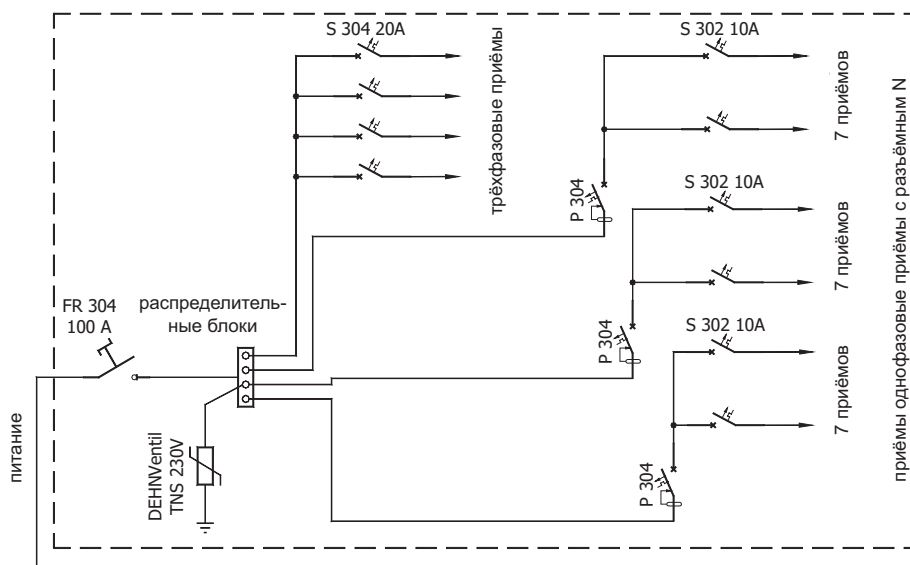 S 304 20A
S 302 10A
трёхфазовые приёмы
7 приёмов
P 304
S 302 10A
7 приёмов
FR 304
100 A
распределитель-
ные блоки
P 304
S 302 10A
7 приёмов
приёмы однофазовые приёмы с разъёмным N
питание
DEHNVentil
TNS 230V
P 304